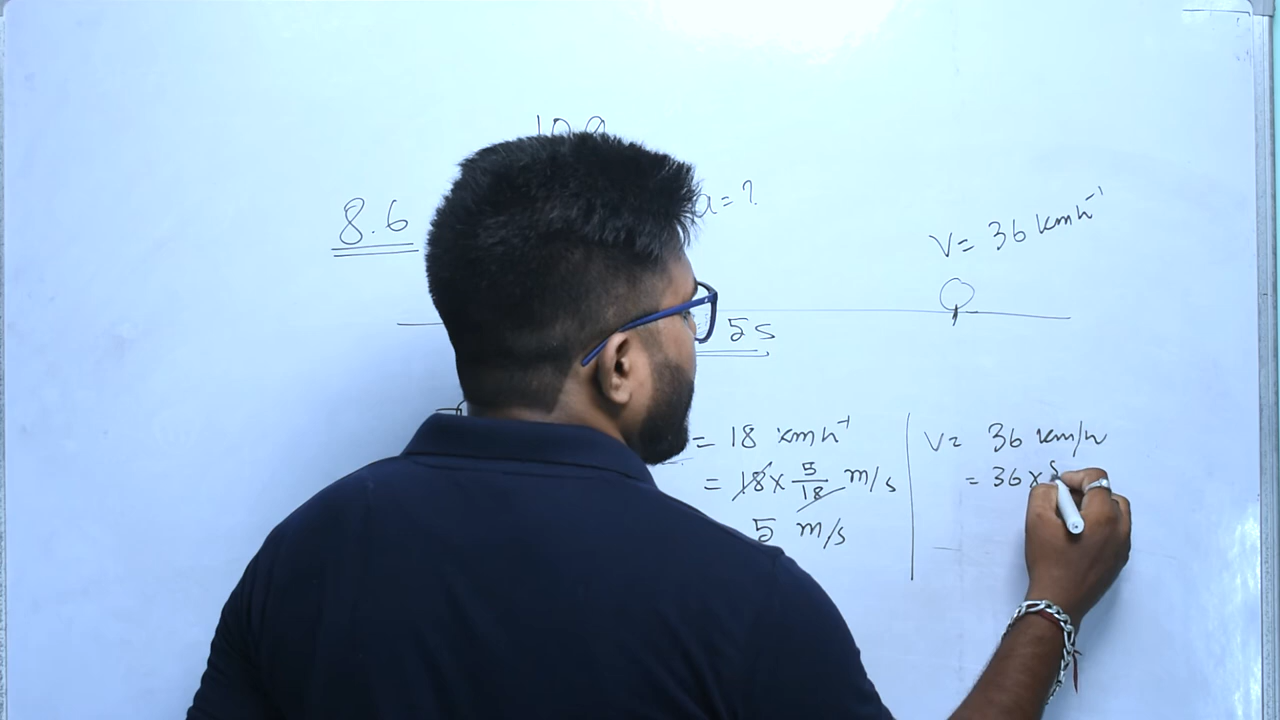 8.6
a = ?
V = 36 kmh⁻¹
5s
= 18 kmh⁻¹
= 18 × 5/18 m/s
5 m/s
V = 36 km/h
= 36 × 5